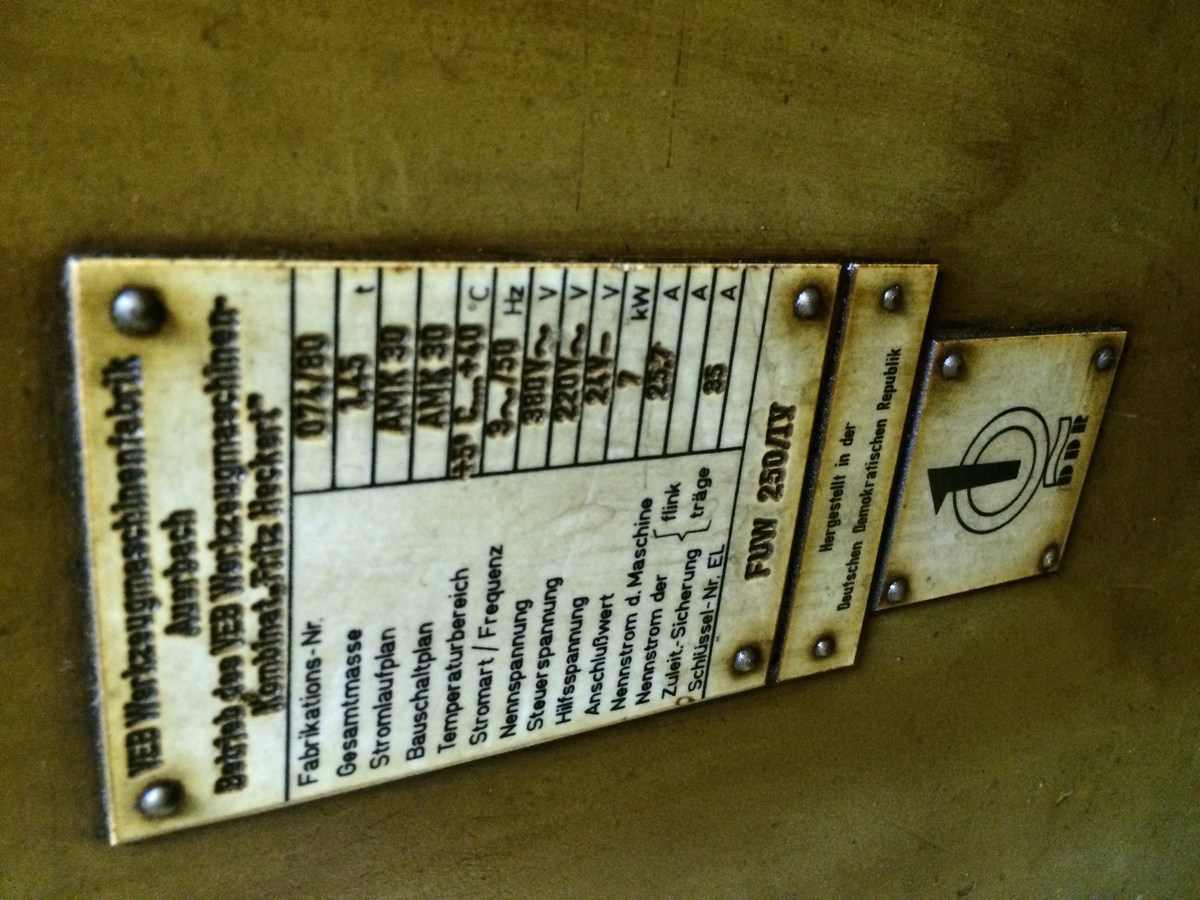 VEB Werkzeugmaschinenfabrik
Auerbach
Betrieb des VEB Werkzeugmaschinen-
Kombinat „Fritz Heckert"
Fabrikations-Nr. 074/80
Gesamtmasse 1,45 t
Stromlaufplan AMK 30
Bauschaltplan AMK 30
Temperaturbereich +5° C...+40 °C
Stromart / Frequenz 3~/50 Hz
Nennspannung 380V~ V
Steuerspannung 220V~ V
Hilfsspannung 24V– V
Anschlußwert 7 kW
Nennstrom d. Maschine 25,7 A
Nennstrom der { flink A
Zuleit.-Sicherung { träge 35 A
Schlüssel-Nr. EL
FUW 250/IV
Hergestellt in der
Deutschen Demokratischen Republik
1
DDR